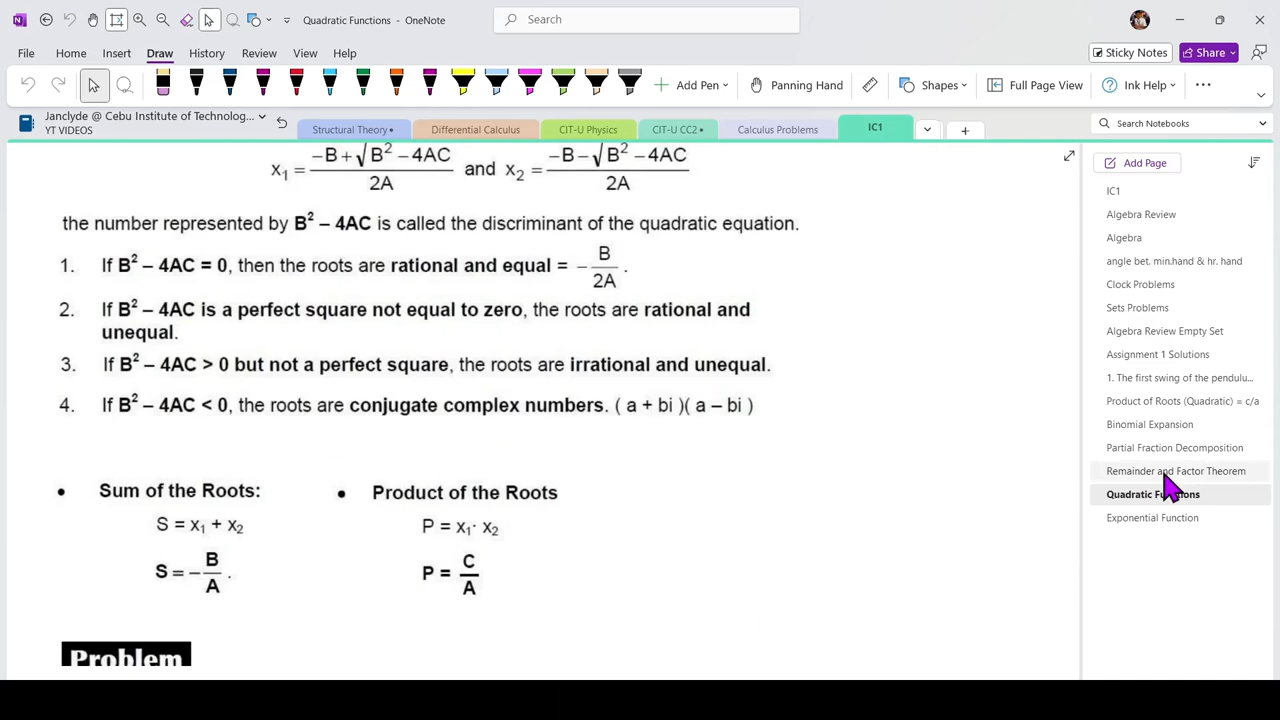 Quadratic Functions - OneNote
Search
File Home Insert Draw History Review View Help
Sticky Notes
Share
Add Pen
Panning Hand
Shapes
Full Page View
Ink Help
Janclyde @ Cebu Institute of Technolog...
YT VIDEOS
Structural Theory
Differential Calculus
CIT-U Physics
CIT-U CC2
Calculus Problems
IC1
Search Notebooks
x₁ = (−B + √(B² − 4AC)) / 2A and x₂ = (−B − √(B² − 4AC)) / 2A
the number represented by B² – 4AC is called the discriminant of the quadratic equation.
1. If B² – 4AC = 0, then the roots are rational and equal = −B/2A .
2. If B² – 4AC is a perfect square not equal to zero, the roots are rational and
unequal.
3. If B² – 4AC > 0 but not a perfect square, the roots are irrational and unequal.
4. If B² – 4AC < 0, the roots are conjugate complex numbers. ( a + bi )( a – bi )
• Sum of the Roots:
S = x₁ + x₂
S = −B/A .
• Product of the Roots
P = x₁· x₂
P = C/A
Problem
Add Page
IC1
Algebra Review
Algebra
angle bet. min.hand & hr. hand
Clock Problems
Sets Problems
Algebra Review Empty Set
Assignment 1 Solutions
1. The first swing of the pendulu...
Product of Roots (Quadratic) = c/a
Binomial Expansion
Partial Fraction Decomposition
Remainder and Factor Theorem
Quadratic Functions
Exponential Function